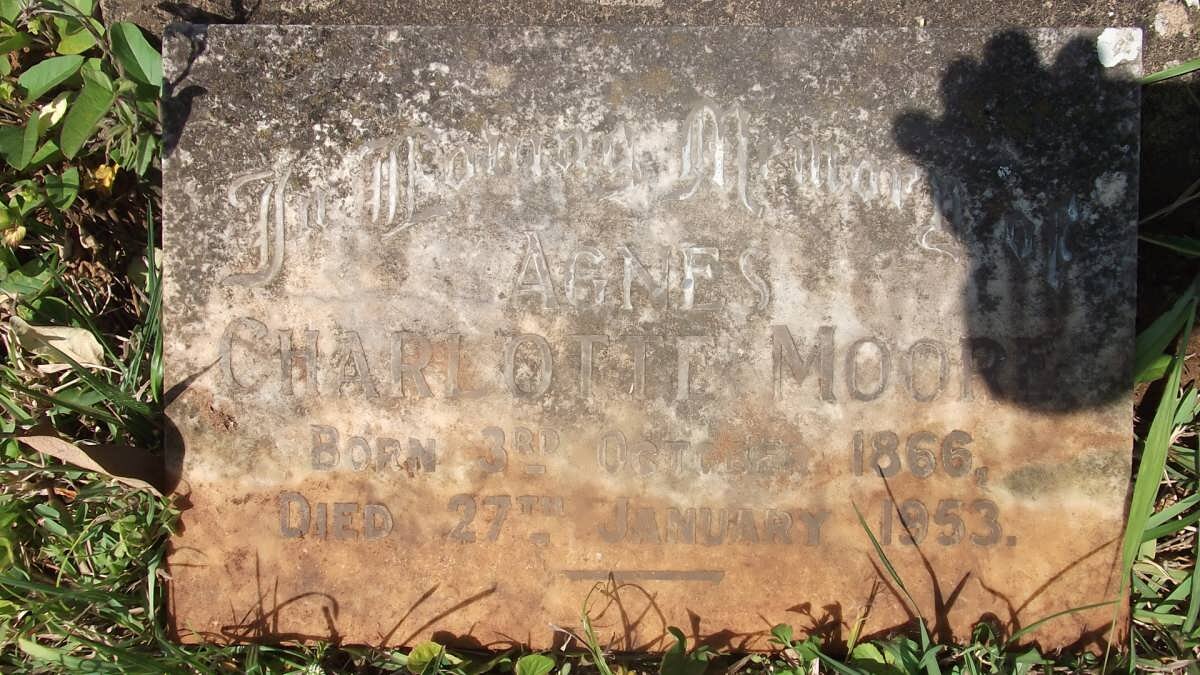 In Loving Memory of
AGNES
CHARLOTTE MOORE
BORN 3RD OCTOBER 1866,
DIED 27TH JANUARY 1953.